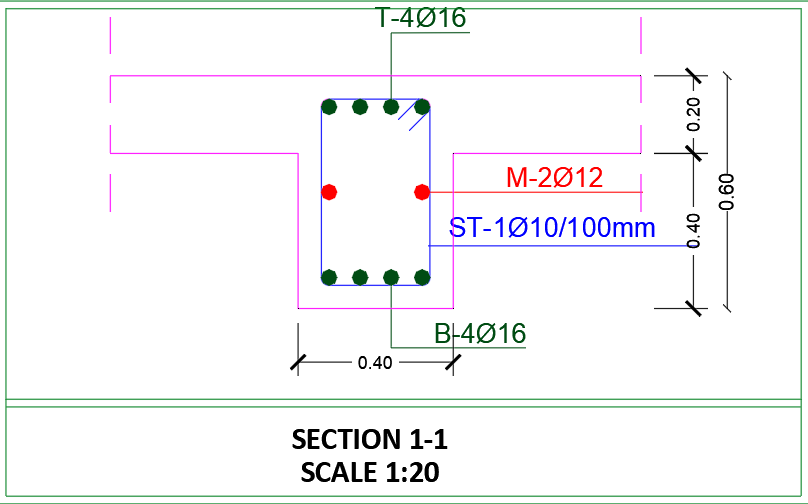 T-4Ø16
0.20
M-2Ø12
0.60
ST-1Ø10/100mm
0.40
B-4Ø16
0.40
SECTION 1-1
SCALE 1:20